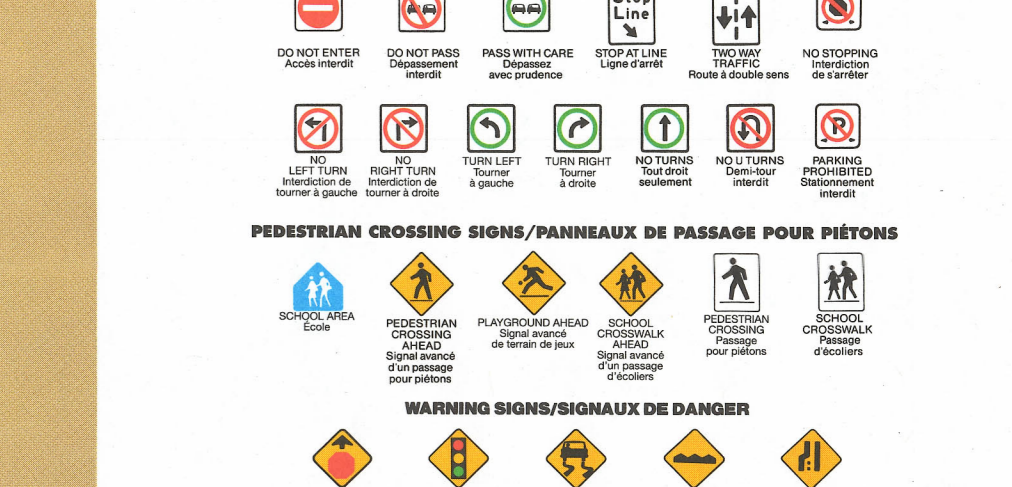 Stop
Line
DO NOT ENTER
Accès interdit
DO NOT PASS
Dépassement
interdit
PASS WITH CARE
Dépassez
avec prudence
STOP AT LINE
Ligne d'arrêt
TWO WAY
TRAFFIC
Route à double sens
NO STOPPING
Interdiction
de s'arrêter
P
NO
LEFT TURN
Interdiction de
tourner à gauche
NO
RIGHT TURN
Interdiction de
tourner à droite
TURN LEFT
Tourner
à gauche
TURN RIGHT
Tourner
à droite
NO TURNS
Tout droit
seulement
NO U TURNS
Demi-tour
interdit
PARKING
PROHIBITED
Stationnement
interdit
PEDESTRIAN CROSSING SIGNS/PANNEAUX DE PASSAGE POUR PIÉTONS
SCHOOL AREA
École
PEDESTRIAN
CROSSING
AHEAD
Signal avancé
d'un passage
pour piétons
PLAYGROUND AHEAD
Signal avancé
de terrain de jeux
SCHOOL
CROSSWALK
AHEAD
Signal avancé
d'un passage
d'écoliers
PEDESTRIAN
CROSSING
Passage
pour piétons
SCHOOL
CROSSWALK
Passage
d'écoliers
WARNING SIGNS/SIGNAUX DE DANGER